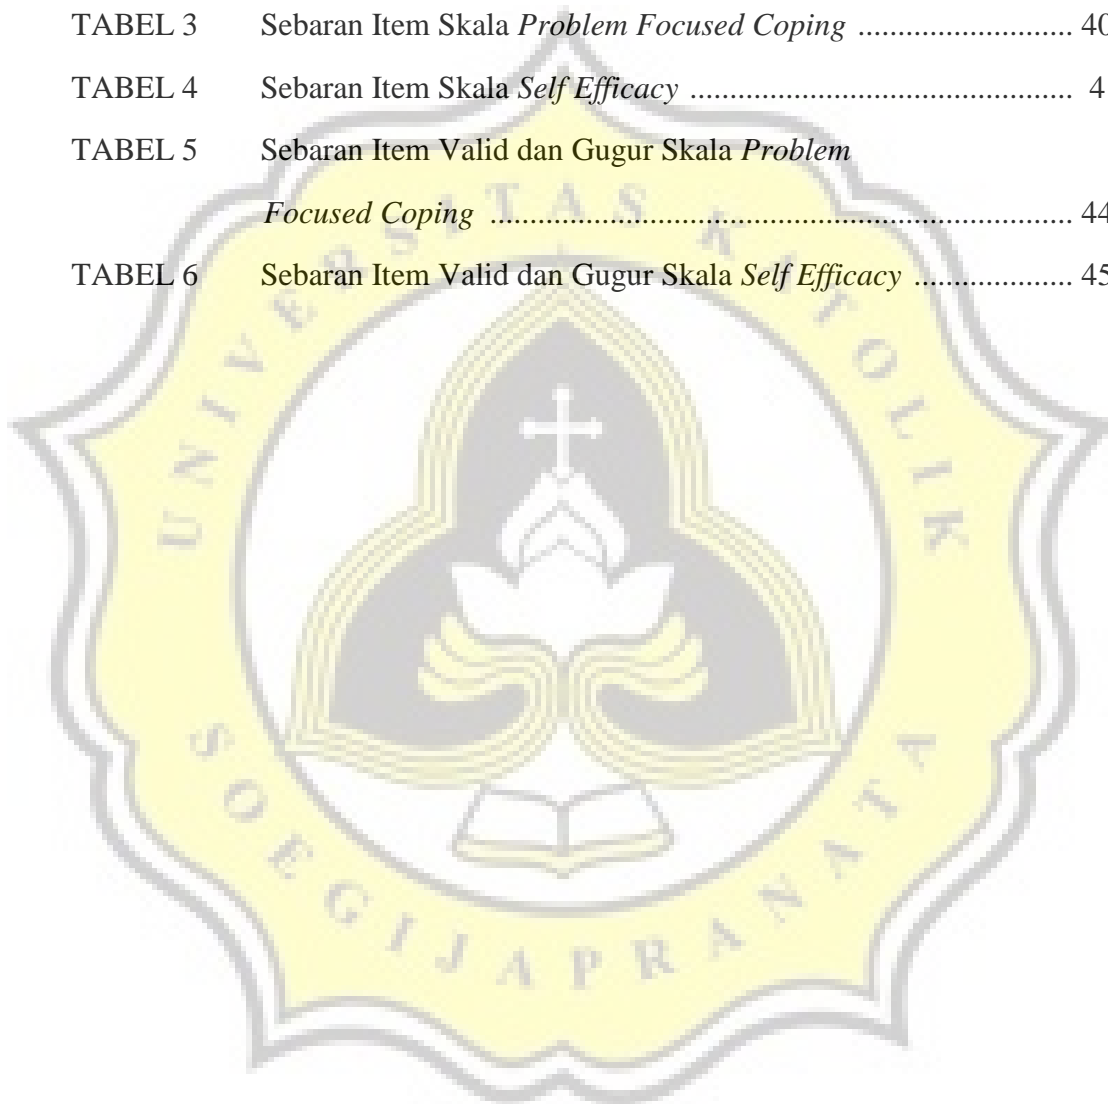 TABEL 3 Sebaran Item Skala Problem Focused Coping ........................... 40
TABEL 4 Sebaran Item Skala Self Efficacy ................................................ 4
TABEL 5 Sebaran Item Valid dan Gugur Skala Problem
Focused Coping .......................................................................... 44
TABEL 6 Sebaran Item Valid dan Gugur Skala Self Efficacy .................... 45
UNIVERSITAS KATOLIK
SOEGIJAPRANATA